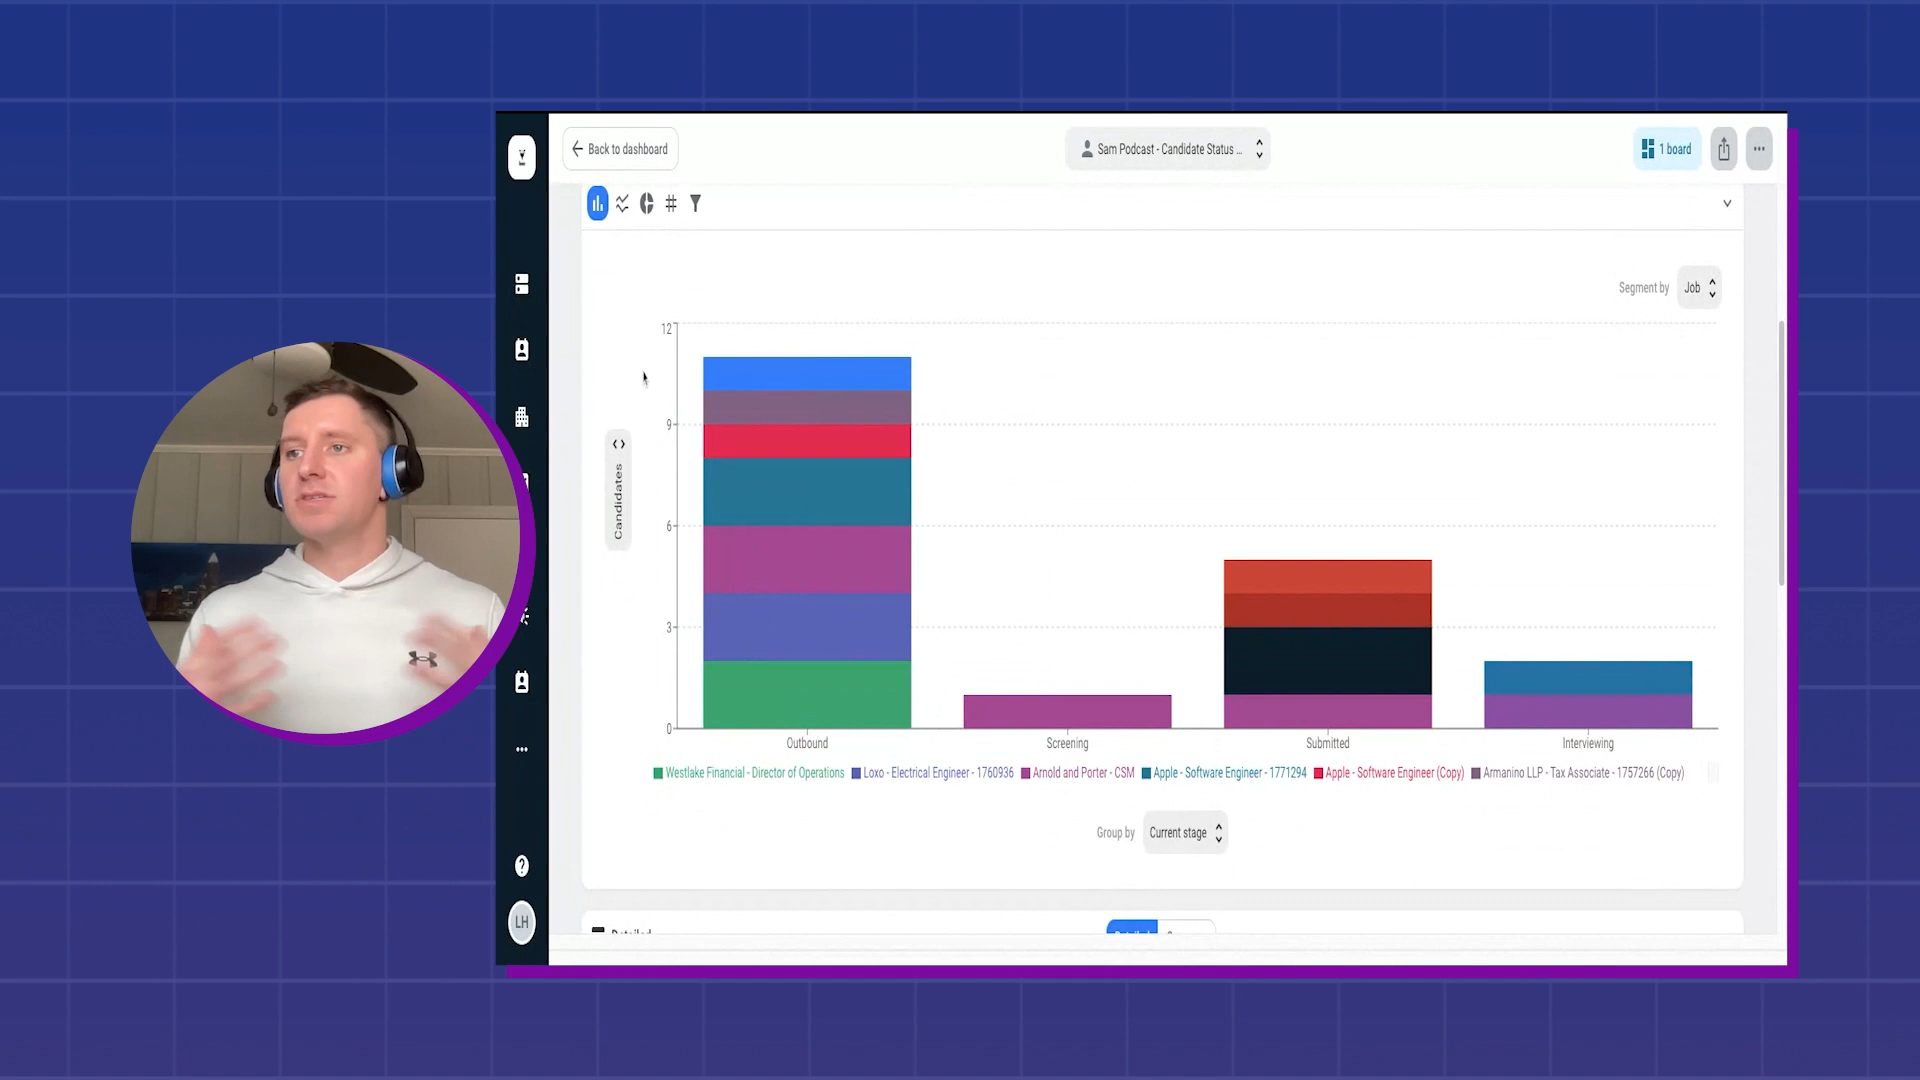 Back to dashboard
Sam Podcast - Candidate Status ...
1 board
Segment by
Job
12
9
6
3
0
Candidates
Outbound
Screening
Submitted
Interviewing
Westlake Financial - Director of Operations
Loxo - Electrical Engineer - 1760936
Arnold and Porter - CSM
Apple - Software Engineer - 1771294
Apple - Software Engineer (Copy)
Armanino LLP - Tax Associate - 1757266 (Copy)
Group by
Current stage
?
LH
Detailed